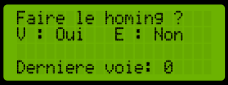 Faire le homing ?
V : Oui   E : Non
Derniere voie: 0